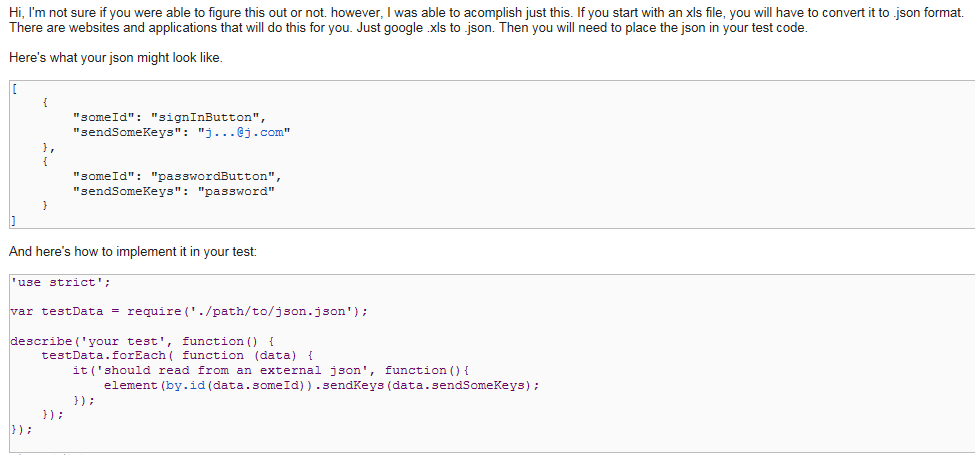 Hi, I'm not sure if you were able to figure this out or not. however, I was able to acomplish just this. If you start with an xls file, you will have to convert it to .json format.
There are websites and applications that will do this for you. Just google .xls to .json. Then you will need to place the json in your test code.
Here's what your json might look like.
[
    {
        "someId": "signInButton",
        "sendSomeKeys": "j...@j.com"
    },
    {
        "someId": "passwordButton",
        "sendSomeKeys": "password"
    }
]
And here's how to implement it in your test:
'use strict';
var testData = require('./path/to/json.json');
describe('your test', function() {
    testData.forEach( function (data) {
        it('should read from an external json', function(){
            element(by.id(data.someId)).sendKeys(data.sendSomeKeys);
        });
    });
});